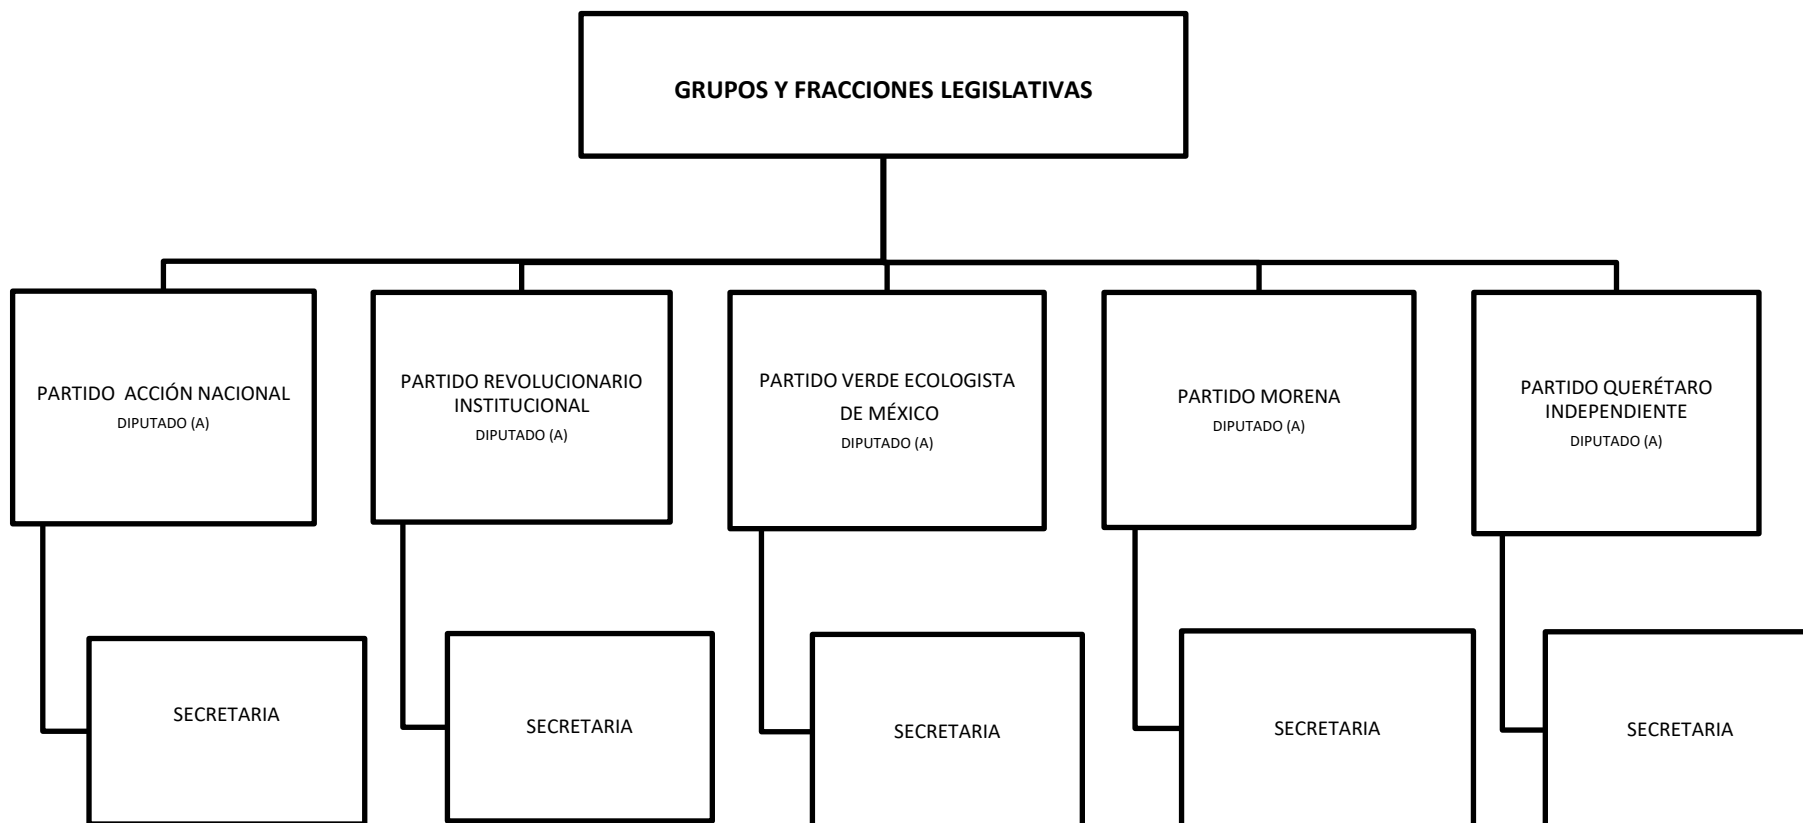 GRUPOS Y FRACCIONES LEGISLATIVAS
PARTIDO ACCIÓN NACIONAL
DIPUTADO (A)
PARTIDO REVOLUCIONARIO
INSTITUCIONAL
DIPUTADO (A)
PARTIDO VERDE ECOLOGISTA
DE MÉXICO
DIPUTADO (A)
PARTIDO MORENA
DIPUTADO (A)
PARTIDO QUERÉTARO
INDEPENDIENTE
DIPUTADO (A)
SECRETARIA
SECRETARIA
SECRETARIA
SECRETARIA
SECRETARIA